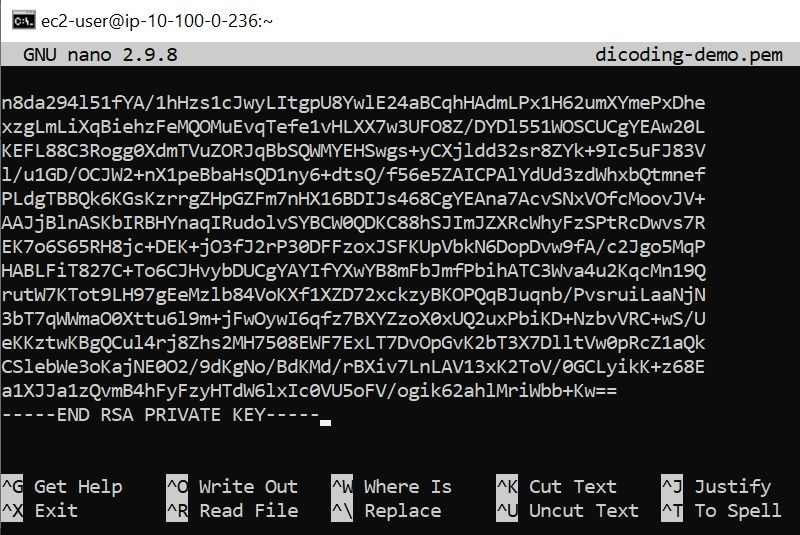 ec2-user@ip-10-100-0-236:~
GNU nano 2.9.8 dicoding-demo.pem
n8da294l51fYA/1hHzs1cJwyLItgpU8YwlE24aBCqhHAdmLPx1H62umXYmePxDhe
xzgLmLiXqBiehzFeMQOMuEvqTefe1vHLXX7w3UFO8Z/DYDl551WOSCUCgYEAw20L
KEFL88C3Rogg0XdmTVuZORJqBbSQWMYEHSwgs+yCXjldd32sr8ZYk+9Ic5uFJ83V
l/u1GD/OCJW2+nX1peBbaHsQD1ny6+dtsQ/f56e5ZAICPAlYdUd3zdWhxbQtmnef
PLdgTBBQk6KGsKzrrgZHpGZFm7nHX16BDIJs468CgYEAna7AcvSNxVOfcMoovJV+
AAJjBlnASKbIRBHYnaqIRudolvSYBCW0QDKC88hSJImJZXRcWhyFzSPtRcDwvs7R
EK7o6S65RH8jc+DEK+jO3fJ2rP30DFFzoxJSFKUpVbkN6DopDvw9fA/c2Jgo5MqP
HABLFiT827C+To6CJHvybDUCgYAYIfYXwYB8mFbJmfPbihATC3Wva4u2KqcMn19Q
rutW7KTot9LH97gEeMzlb84VoKXf1XZD72xckzyBKOPQqBJuqnb/PvsruiLaaNjN
3bT7qWWmaO0Xttu6l9m+jFwOywI6qfz7BXYZzoX0xUQ2uxPbiKD+NzbvVRC+wS/U
eKKztwKBgQCul4rj8Zhs2MH7508EWF7ExLT7DvOpGvK2bT3X7DlltVw0pRcZ1aQk
CSlebWe3oKajNE0O2/9dKgNo/BdKMd/rBXiv7LnLAV13xK2ToV/0GCLyikK+z68E
a1XJJa1zQvmB4hFyFzyHTdW6lxIc0VU5oFV/ogik62ahlMriWbb+Kw==
-----END RSA PRIVATE KEY-----
^G Get Help ^O Write Out ^W Where Is ^K Cut Text ^J Justify
^X Exit ^R Read File ^\ Replace ^U Uncut Text ^T To Spell